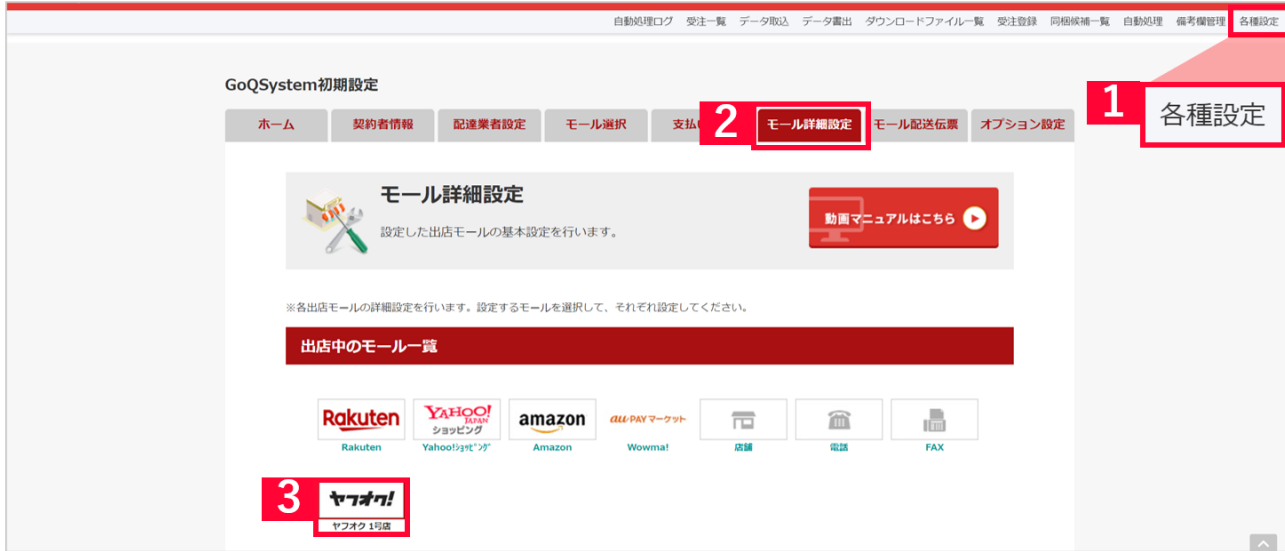 自動処理ログ 受注一覧 データ取込 データ書出 ダウンロードファイル一覧 受注登録 同梱候補一覧 自動処理 備考欄管理 各種設定
GoQSystem初期設定
1 各種設定
ホーム 契約者情報 配達業者設定 モール選択 支払 2 モール詳細設定 モール配送伝票 オプション設定
モール詳細設定
設定した出店モールの基本設定を行います。
動画マニュアルはこちら
※各出店モールの詳細設定を行います。設定するモールを選択して、それぞれ設定してください。
出店中のモール一覧
Rakuten YAHOO! JAPAN ショッピング amazon au PAY マーケット
Rakuten Yahoo!ｼｮｯﾋﾟﾝｸﾞ Amazon Wowma! 店舗 電話 FAX
3 ヤフオク!
ヤフオク 1号店